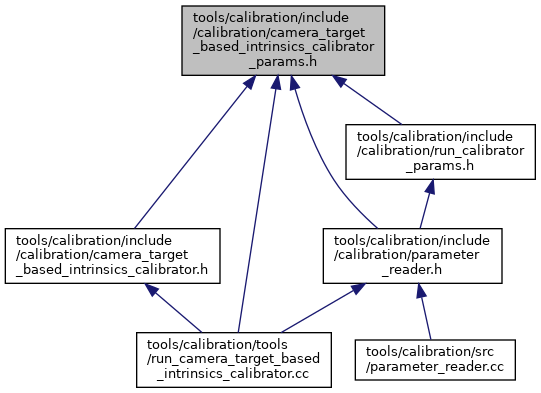 tools/calibration/include
/calibration/camera_target
_based_intrinsics_calibrator
_params.h
tools/calibration/include
/calibration/run_calibrator
_params.h
tools/calibration/include
/calibration/camera_target
_based_intrinsics_calibrator.h
tools/calibration/include
/calibration/parameter
_reader.h
tools/calibration/tools
/run_camera_target_based
_intrinsics_calibrator.cc
tools/calibration/src
/parameter_reader.cc